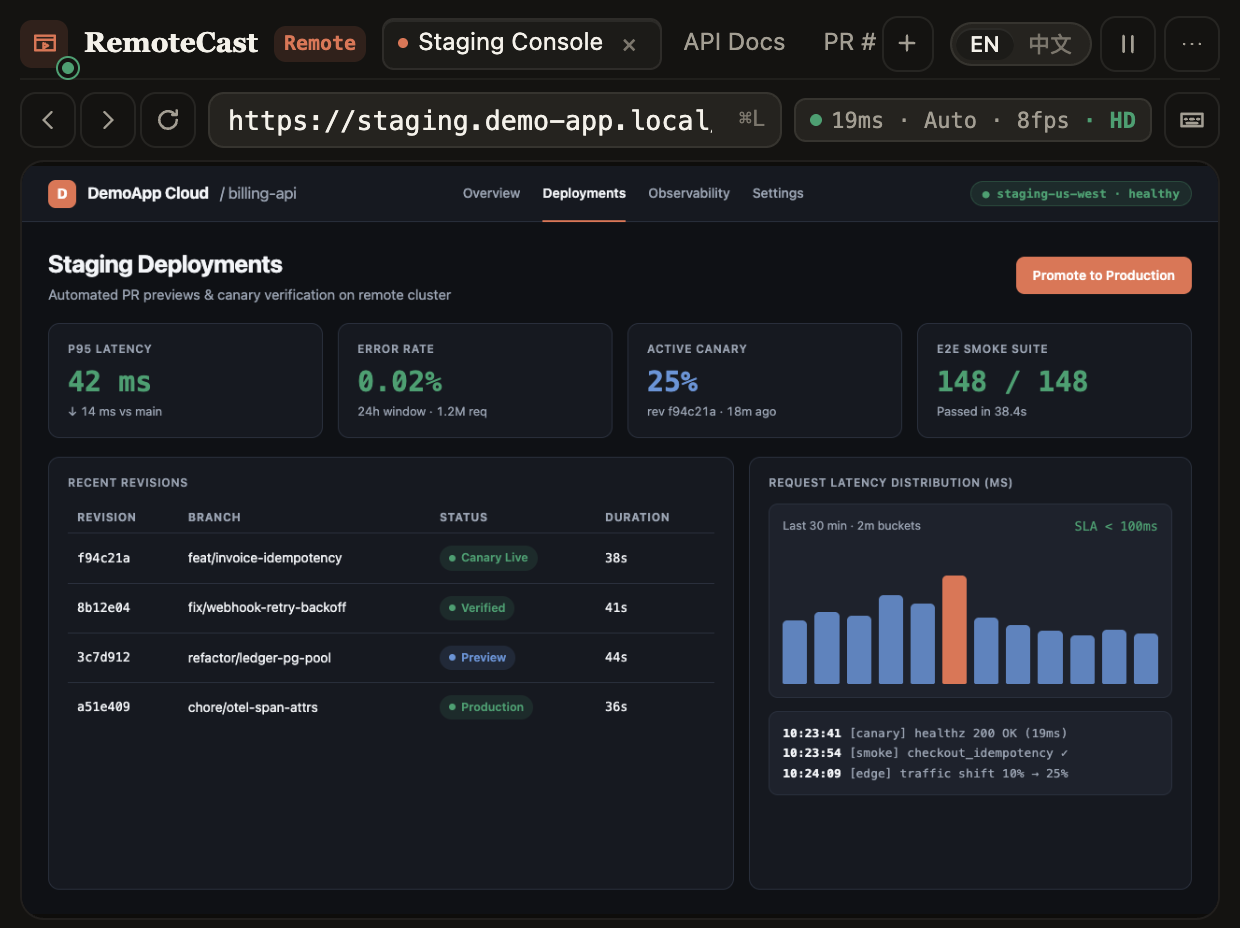 RemoteCast Remote Staging Console × API Docs PR # + EN 中文 ...
https://staging.demo-app.local ⌘L 19ms · Auto · 8fps · HD
D DemoApp Cloud / billing-api Overview Deployments Observability Settings staging-us-west · healthy
Staging Deployments
Automated PR previews & canary verification on remote cluster
Promote to Production
P95 LATENCY
42 ms
↓ 14 ms vs main
ERROR RATE
0.02%
24h window · 1.2M req
ACTIVE CANARY
25%
rev f94c21a · 18m ago
E2E SMOKE SUITE
148 / 148
Passed in 38.4s
RECENT REVISIONS
REVISION BRANCH STATUS DURATION
f94c21a feat/invoice-idempotency Canary Live 38s
8b12e04 fix/webhook-retry-backoff Verified 41s
3c7d912 refactor/ledger-pg-pool Preview 44s
a51e409 chore/otel-span-attrs Production 36s
REQUEST LATENCY DISTRIBUTION (MS)
Last 30 min · 2m buckets SLA < 100ms
10:23:41 [canary] healthz 200 OK (19ms)
10:23:54 [smoke] checkout_idempotency ✓
10:24:09 [edge] traffic shift 10% → 25%